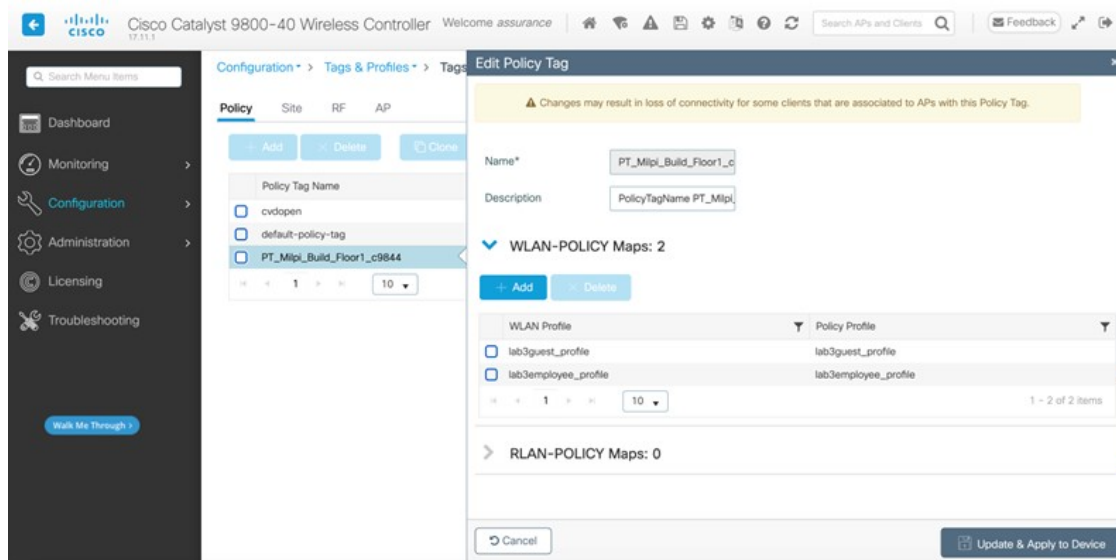 CISCO
Cisco Catalyst 9800-40 Wireless Controller
17.11.1
Welcome assurance
Search APs and Clients
Feedback
Search Menu Items
Dashboard
Monitoring
Configuration
Administration
Licensing
Troubleshooting
Walk Me Through >
Configuration > Tags & Profiles > Tags
Policy Site RF AP
+ Add
× Delete
Clone
Policy Tag Name
cvdopen
default-policy-tag
PT_Milpi_Build_Floor1_c9844
1 10
Edit Policy Tag
Changes may result in loss of connectivity for some clients that are associated to APs with this Policy Tag.
Name* PT_Milpi_Build_Floor1_c
Description PolicyTagName PT_Milpi_
WLAN-POLICY Maps: 2
+ Add × Delete
WLAN Profile Policy Profile
lab3guest_profile lab3guest_profile
lab3employee_profile lab3employee_profile
1 10 1 - 2 of 2 items
RLAN-POLICY Maps: 0
Cancel
Update & Apply to Device